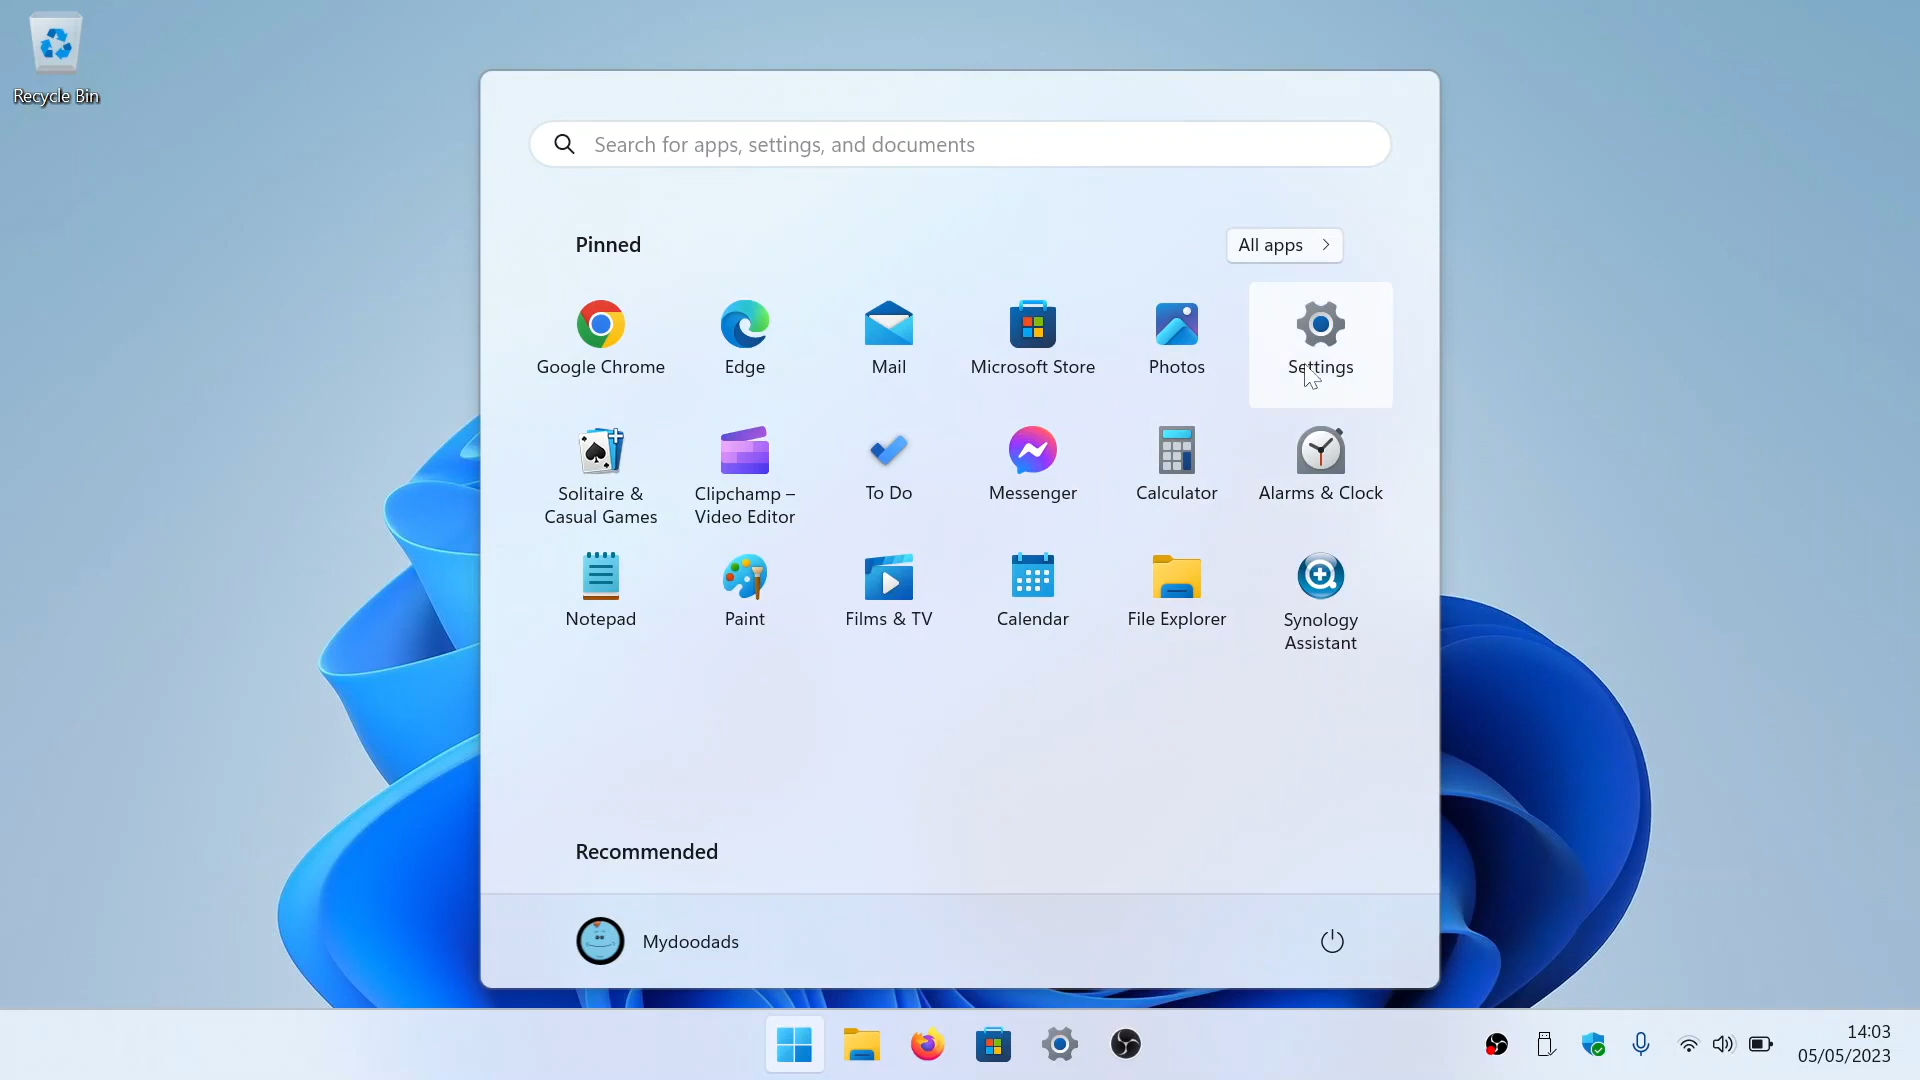 Recycle Bin
Search for apps, settings, and documents
Pinned
All apps
Google Chrome
Edge
Mail
Microsoft Store
Photos
Settings
Solitaire &
Casual Games
Clipchamp –
Video Editor
To Do
Messenger
Calculator
Alarms & Clock
Notepad
Paint
Films & TV
Calendar
File Explorer
Synology
Assistant
Recommended
Mydoodads
14:03
05/05/2023